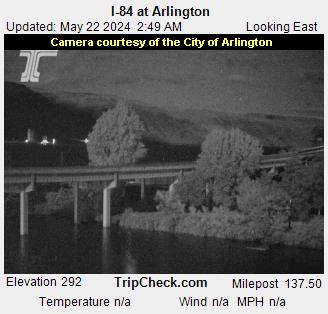 I-84 at Arlington
Updated: May 22 2024 2:49 AM Looking East
Camera courtesy of the City of Arlington
Elevation 292 TripCheck.com Milepost 137.50
Temperature n/a Wind n/a MPH n/a